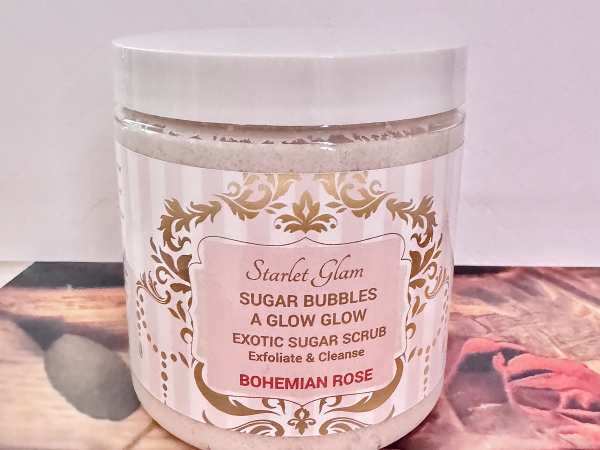 Starlet Glam
SUGAR BUBBLES
A GLOW GLOW
EXOTIC SUGAR SCRUB
Exfoliate & Cleanse
BOHEMIAN ROSE